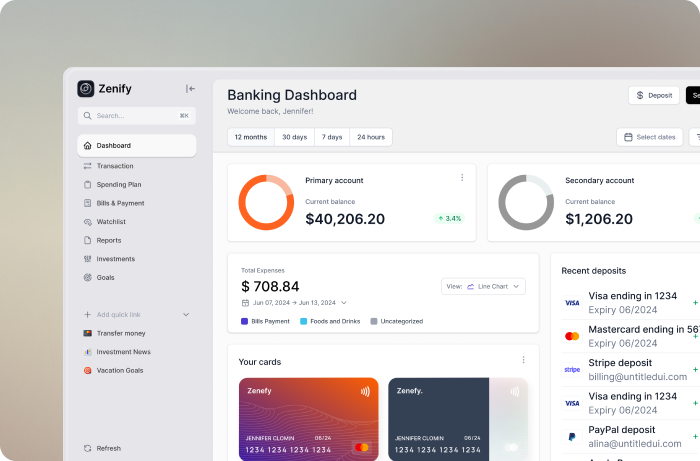 Zenify
Search...
⌘K
Dashboard
Transaction
Spending Plan
Bills & Payment
Watchlist
Reports
Investments
Goals
Add quick link
Transfer money
Investment News
Vacation Goals
Refresh
Banking Dashboard
Welcome back, Jennifer!
Deposit
12 months 30 days 7 days 24 hours
Select dates
Primary account
Current balance
$40,206.20
3.4%
Secondary account
Current balance
$1,206.20
Total Expenses
$ 708.84
Jun 07, 2024 → Jun 13, 2024
View: Line Chart
Bills Payment Foods and Drinks Uncategorized
Your cards
Zenefy
JENNIFER CLOMIN 06/24
1234 1234 1234 1234
Zenefy.
JENNIFER CLOMIN 06/24
1234 1234 1234 1234
Recent deposits
VISA
Visa ending in 1234
Expiry 06/2024
Mastercard ending in 567
Expiry 06/2024
stripe
Stripe deposit
billing@untitledui.com
VISA
Visa ending in 1234
Expiry 06/2024
PayPal deposit
alina@untitledui.com